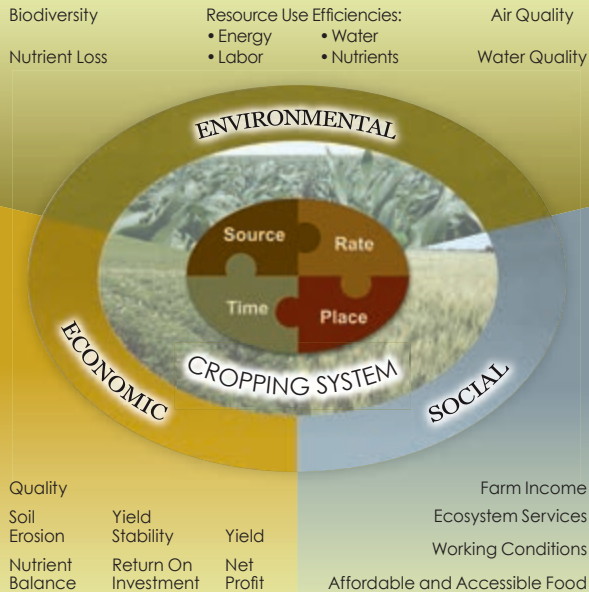 Biodiversity
Resource Use Efficiencies:
Air Quality
• Energy
• Water
Nutrient Loss
• Labor
• Nutrients
Water Quality
ENVIRONMENTAL
Source
Rate
Time
Place
CROPPING SYSTEM
ECONOMIC
SOCIAL
Quality
Soil
Erosion
Yield
Stability
Yield
Nutrient
Balance
Return On
Investment
Net
Profit
Farm Income
Ecosystem Services
Working Conditions
Affordable and Accessible Food